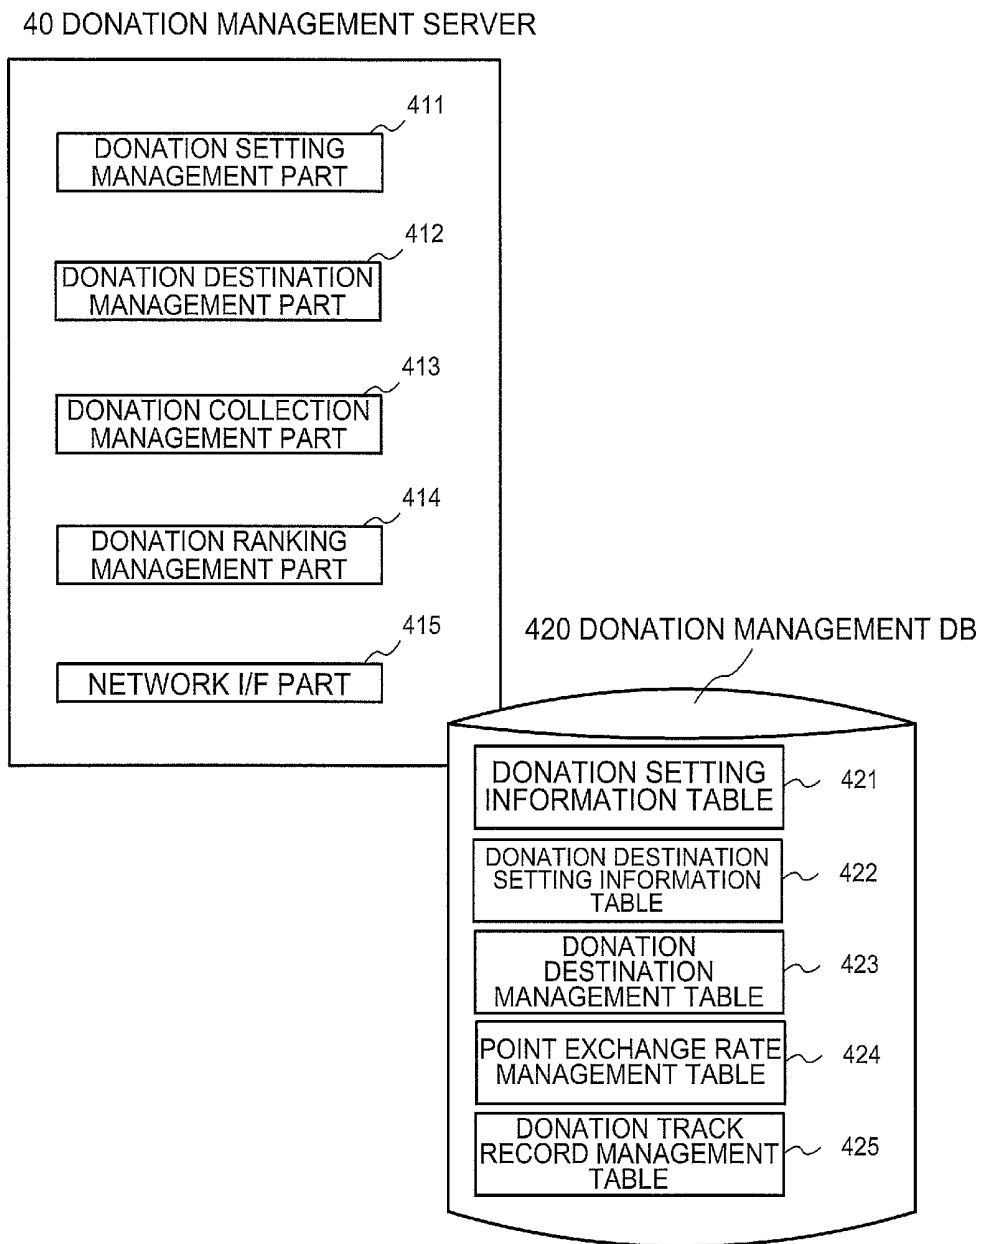 40 DONATION MANAGEMENT SERVER
411
DONATION SETTING
MANAGEMENT PART
412
DONATION DESTINATION
MANAGEMENT PART
413
DONATION COLLECTION
MANAGEMENT PART
414
DONATION RANKING
MANAGEMENT PART
415
NETWORK I/F PART
420 DONATION MANAGEMENT DB
DONATION SETTING
INFORMATION TABLE
421
DONATION DESTINATION
SETTING INFORMATION
TABLE
422
DONATION
DESTINATION
MANAGEMENT TABLE
423
POINT EXCHANGE RATE
MANAGEMENT TABLE
424
DONATION TRACK
RECORD MANAGEMENT
TABLE
425